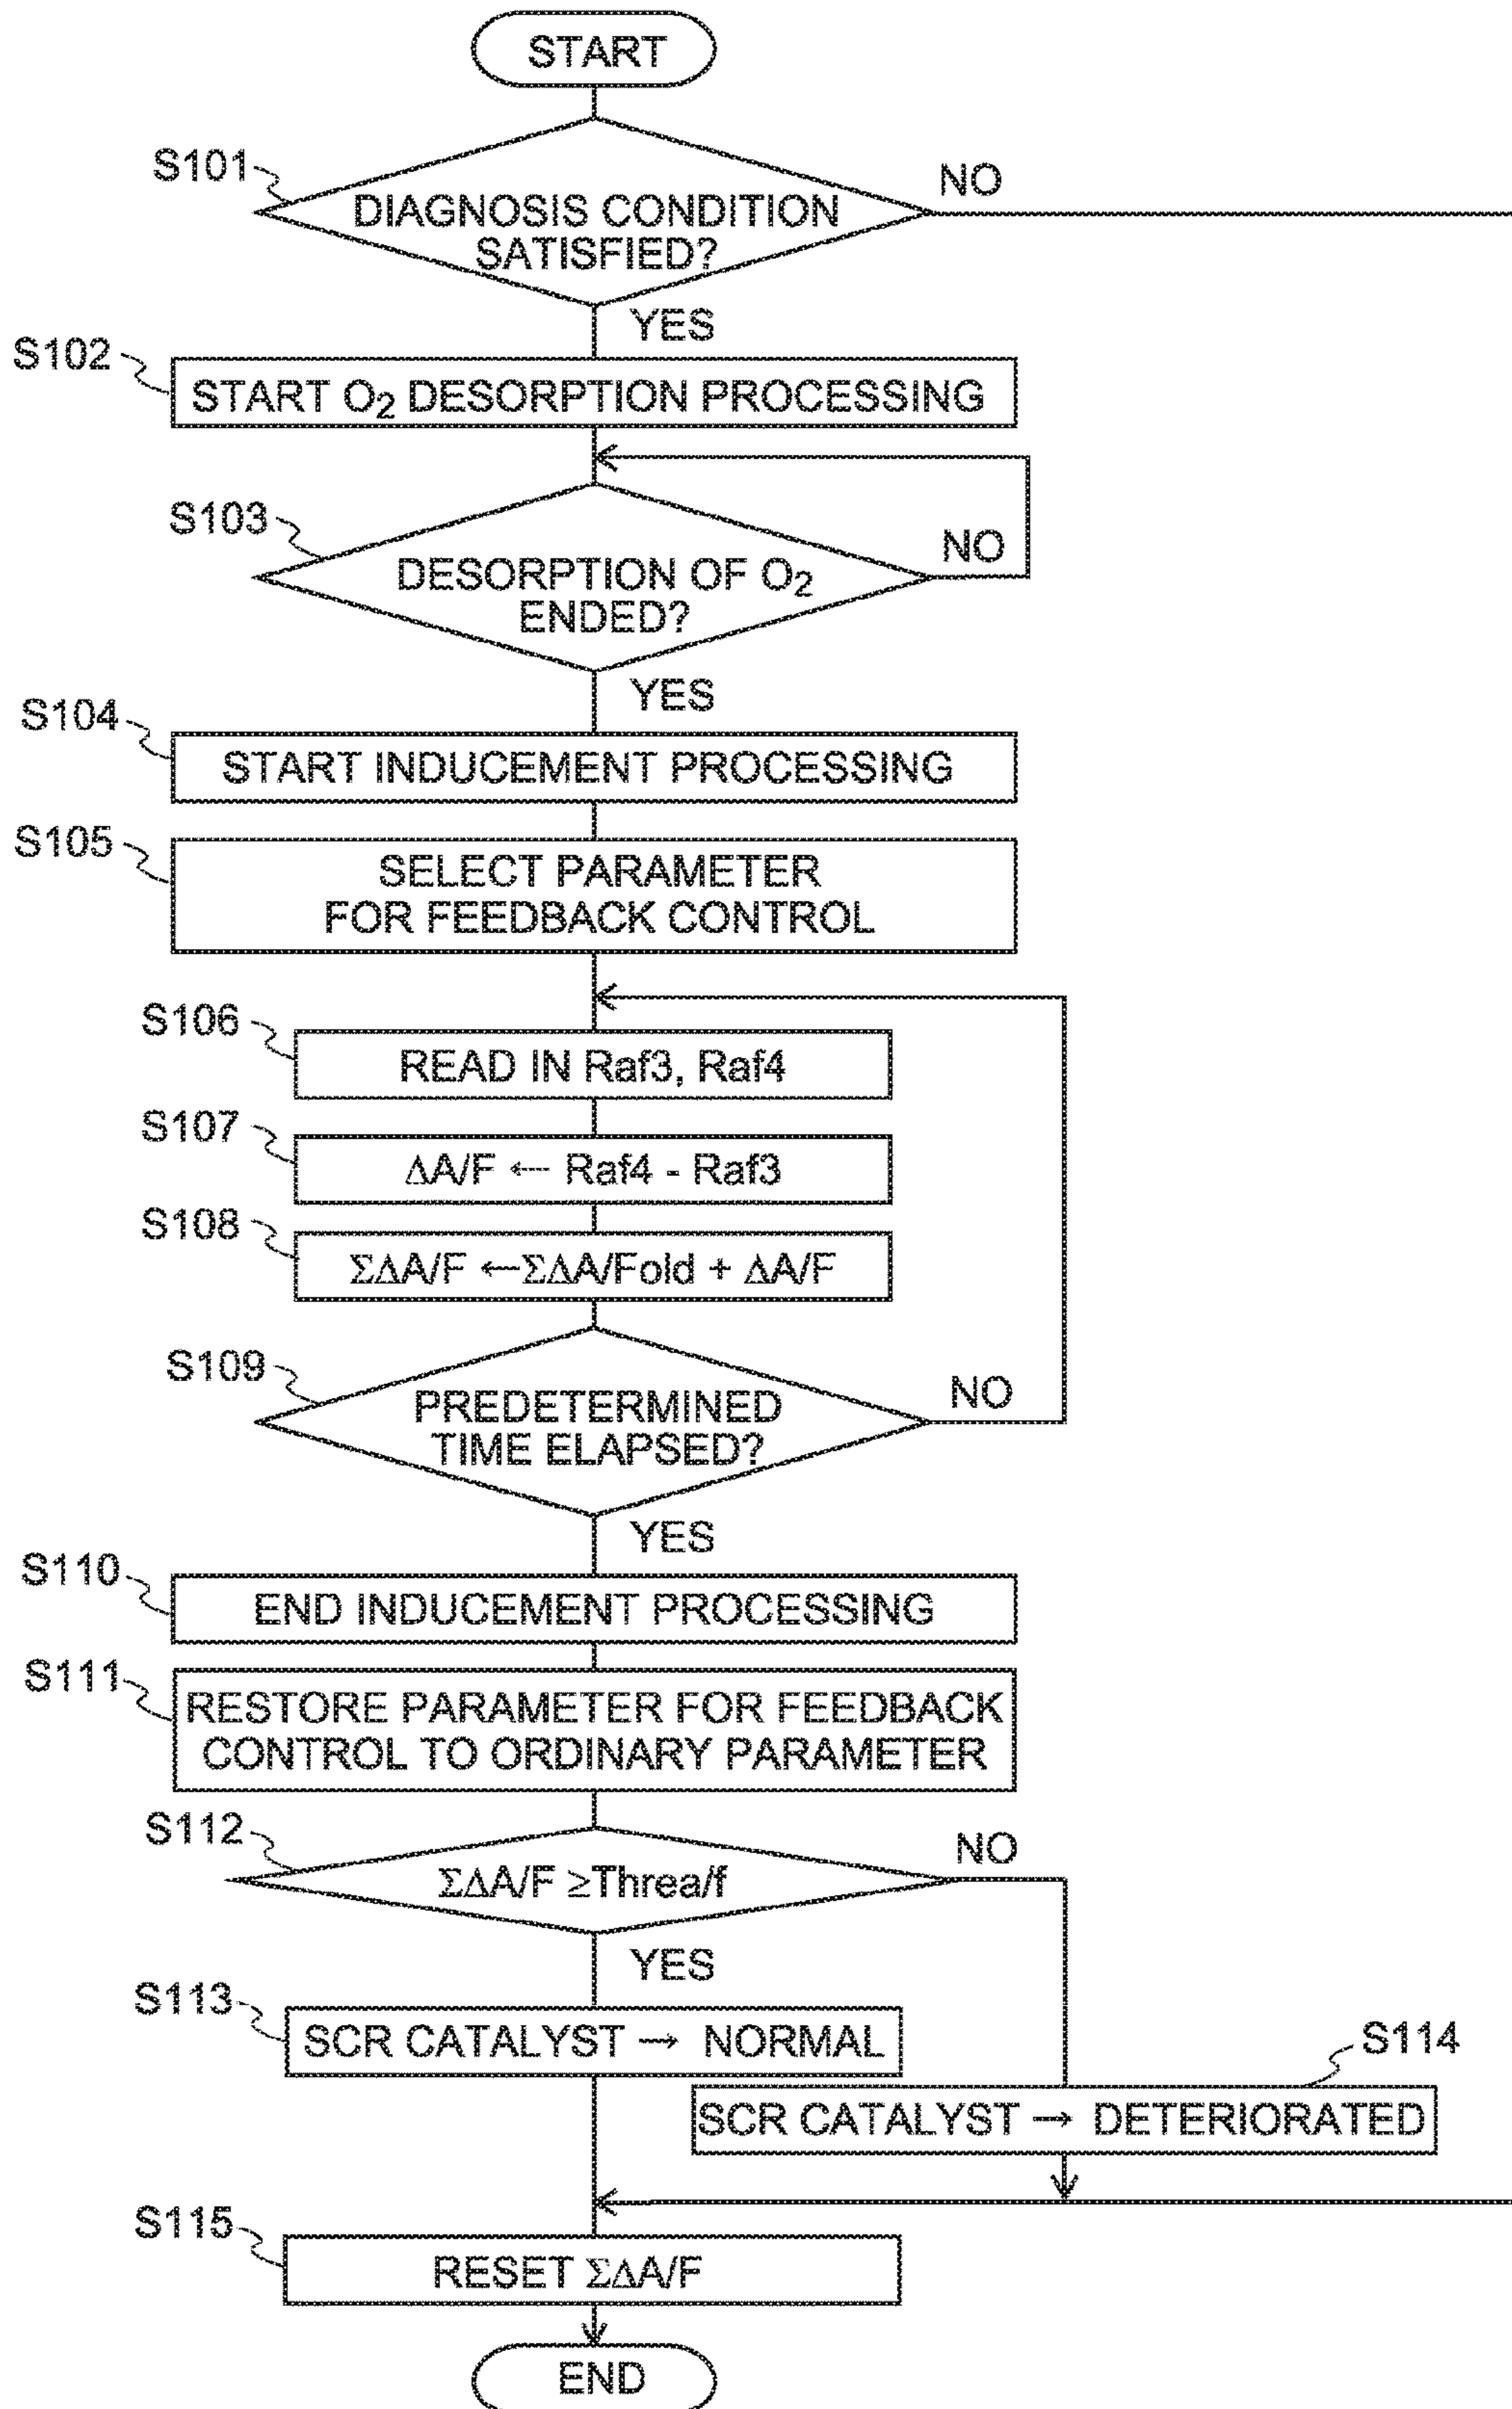 START
S101
DIAGNOSIS CONDITION
SATISFIED?
NO
YES
S102
START O₂ DESORPTION PROCESSING
S103
DESORPTION OF O₂
ENDED?
NO
YES
S104
START INDUCEMENT PROCESSING
S105
SELECT PARAMETER
FOR FEEDBACK CONTROL
S106
READ IN Raf3, Raf4
S107
ΔA/F ← Raf4 - Raf3
S108
ΣΔA/F ←ΣΔA/Fold + ΔA/F
S109
PREDETERMINED
TIME ELAPSED?
NO
YES
S110
END INDUCEMENT PROCESSING
S111
RESTORE PARAMETER FOR FEEDBACK
CONTROL TO ORDINARY PARAMETER
S112
ΣΔA/F ≥Threa/f
NO
YES
S113
SCR CATALYST → NORMAL
S114
SCR CATALYST → DETERIORATED
S115
RESET ΣΔA/F
END